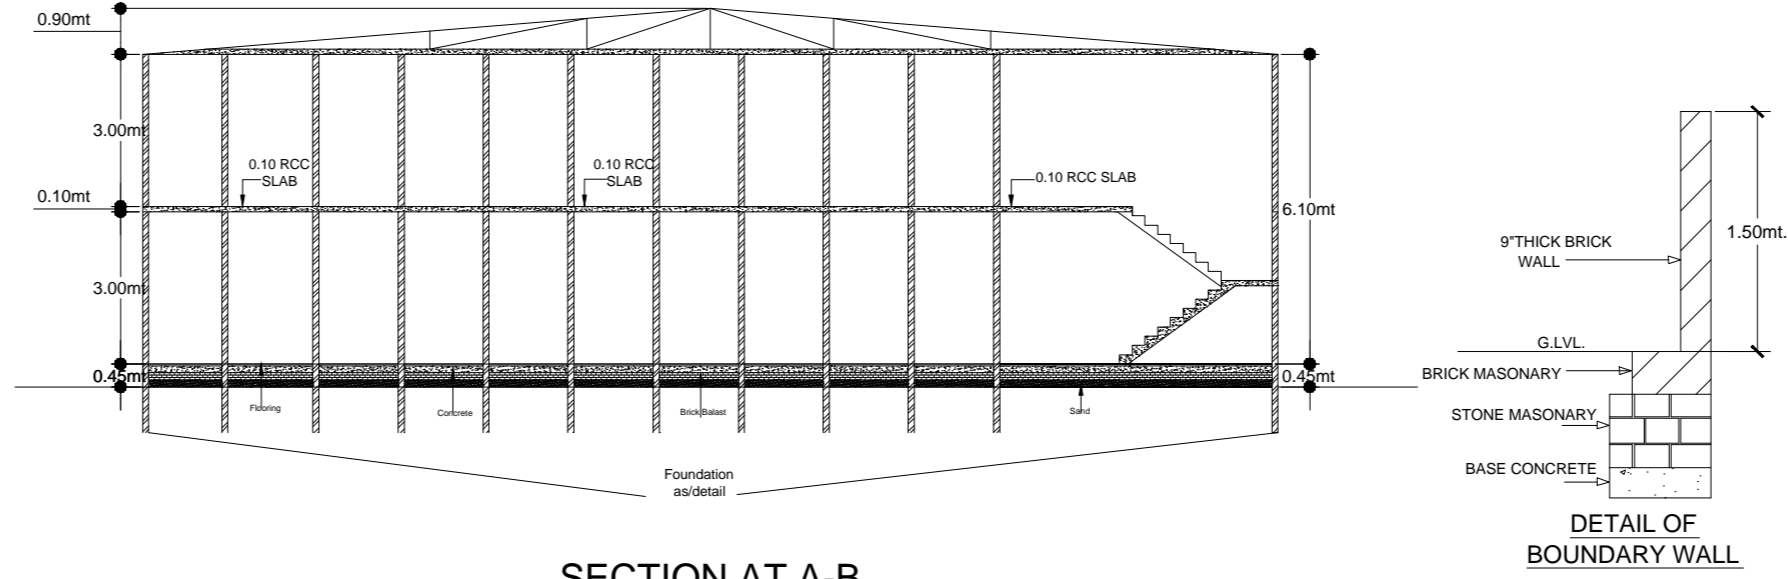 0.90mt
3.00mt
0.10 RCC
SLAB
0.10 RCC
SLAB
0.10 RCC SLAB
0.10mt
6.10mt
3.00mt
0.45mt
0.45mt
Flooring
Concrete
Brick Balast
Sand
Foundation
as/detail
SECTION AT A-B
1.50mt.
9"THICK BRICK
WALL
G.LVL.
BRICK MASONARY
STONE MASONARY
BASE CONCRETE
DETAIL OF
BOUNDARY WALL